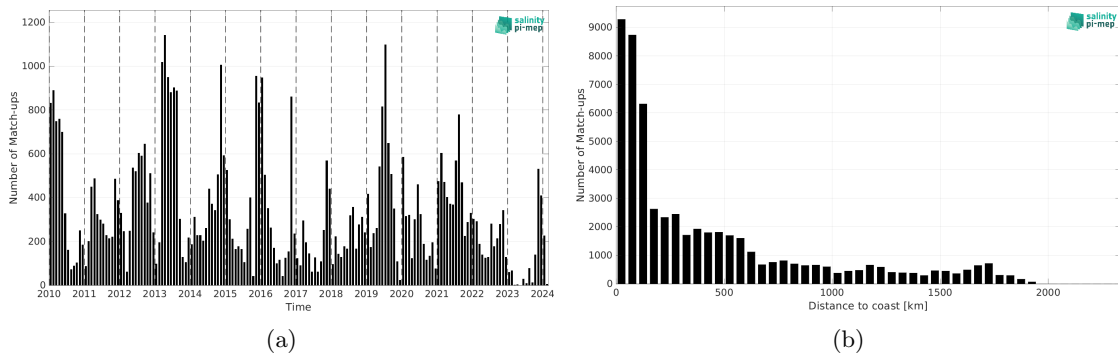 salinity
pi-mep
1200
1000
800
600
400
200
0
Number of Match-ups
2010 2011 2012 2013 2014 2015 2016 2017 2018 2019 2020 2021 2022 2023 2024
Time
(a)
salinity
pi-mep
9000
8000
7000
6000
5000
4000
3000
2000
1000
0
Number of Match-ups
0 500 1000 1500 2000
Distance to coast [km]
(b)